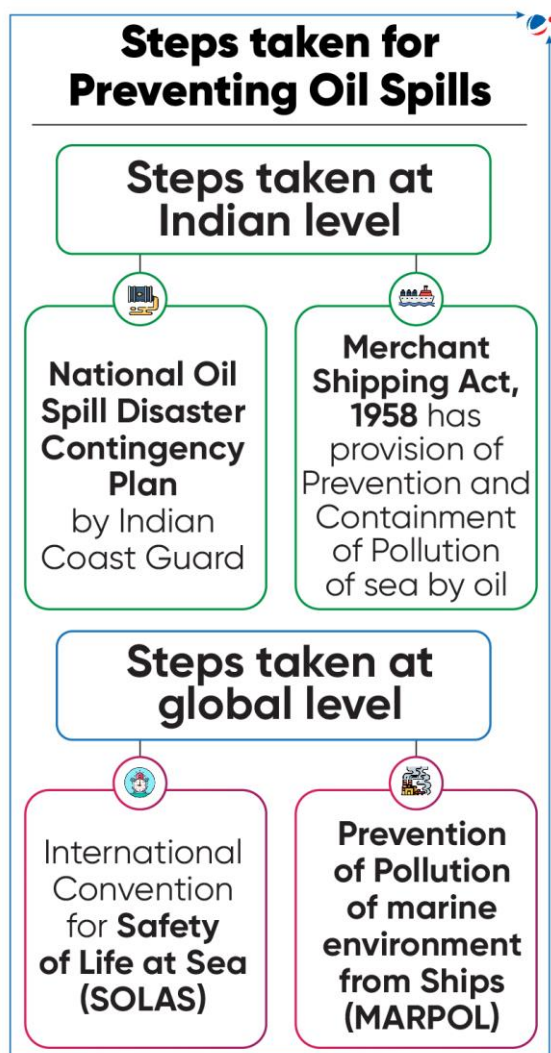 Steps taken for
Preventing Oil Spills
Steps taken at
Indian level
National Oil
Spill Disaster
Contingency
Plan
by Indian
Coast Guard
Merchant
Shipping Act,
1958 has
provision of
Prevention and
Containment
of Pollution
of sea by oil
Steps taken at
global level
International
Convention
for Safety
of Life at Sea
(SOLAS)
Prevention
of Pollution
of marine
environment
from Ships
(MARPOL)